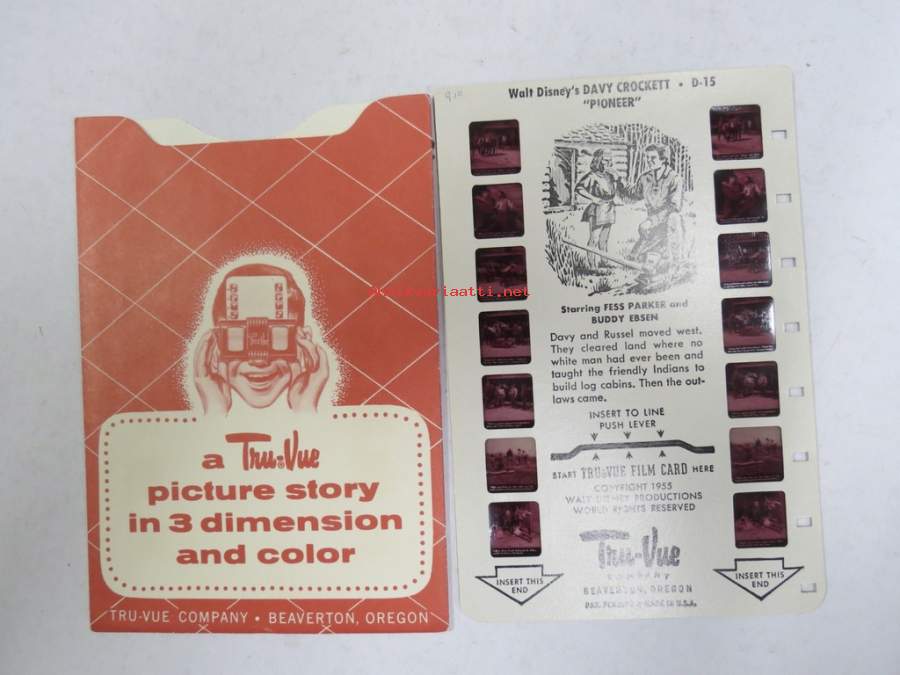 a Tru-Vue
picture story
in 3 dimension
and color
TRU-VUE COMPANY • BEAVERTON, OREGON
Walt Disney's DAVY CROCKETT • D-15
"PIONEER"
Starring FESS PARKER and
BUDDY EBSEN
Davy and Russel moved west.
They cleared land where no
white man had ever been and
taught the friendly Indians to
build log cabins. Then the out-
laws came.
INSERT TO LINE
PUSH LEVER
START TRU-VUE FILM CARD HERE
COPYRIGHT 1955
WALT DISNEY PRODUCTIONS
WORLD RIGHTS RESERVED
Tru-Vue
COMPANY
BEAVERTON, OREGON
MADE IN U.S.A.
INSERT THIS
END
INSERT THIS
END